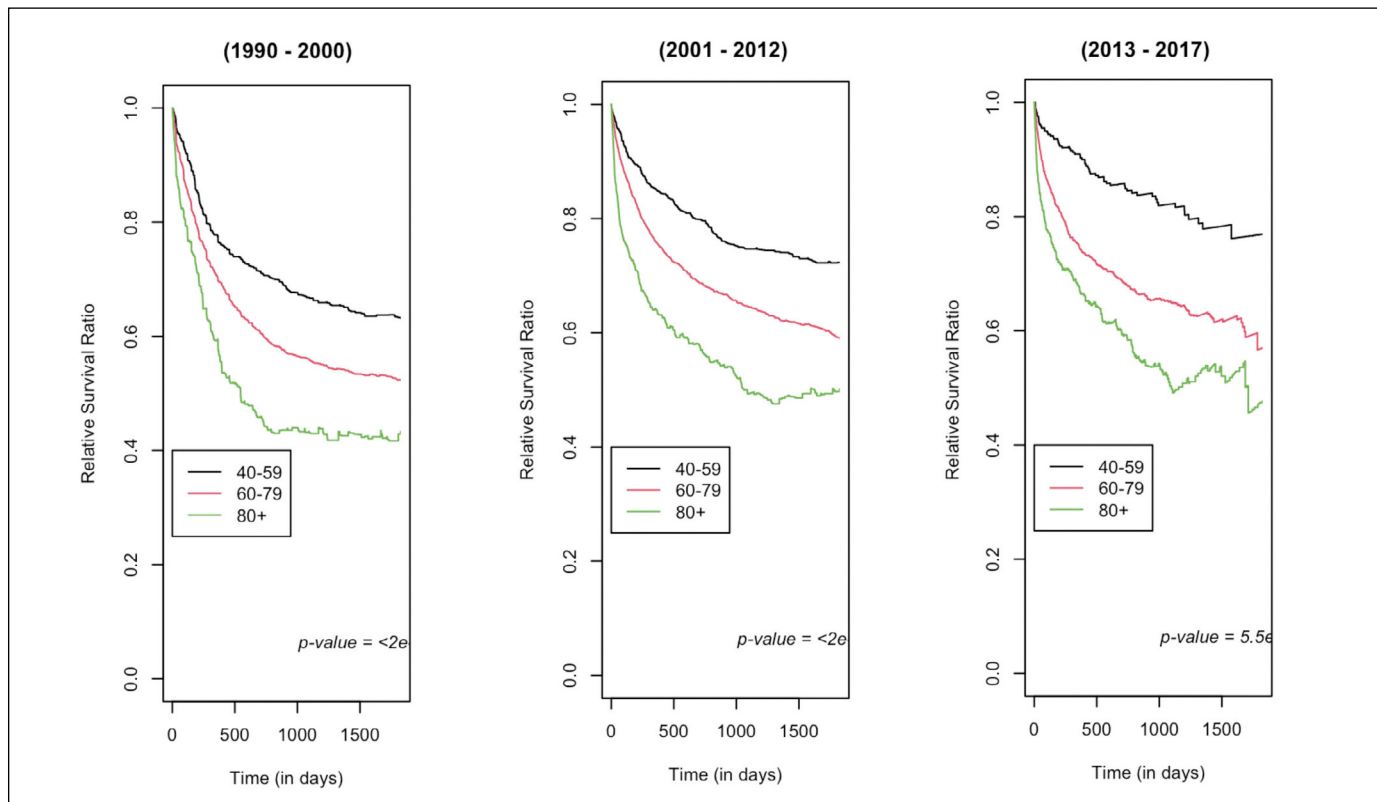 (1990 - 2000)
Relative Survival Ratio
1.0
0.8
0.6
0.4
0.2
0.0
40-59
60-79
80+
p-value = <2e-
0 500 1000 1500
Time (in days)
(2001 - 2012)
Relative Survival Ratio
1.0
0.8
0.6
0.4
0.2
0.0
40-59
60-79
80+
p-value = <2e-
0 500 1000 1500
Time (in days)
(2013 - 2017)
Relative Survival Ratio
1.0
0.8
0.6
0.4
0.2
0.0
40-59
60-79
80+
p-value = 5.5e
0 500 1000 1500
Time (in days)